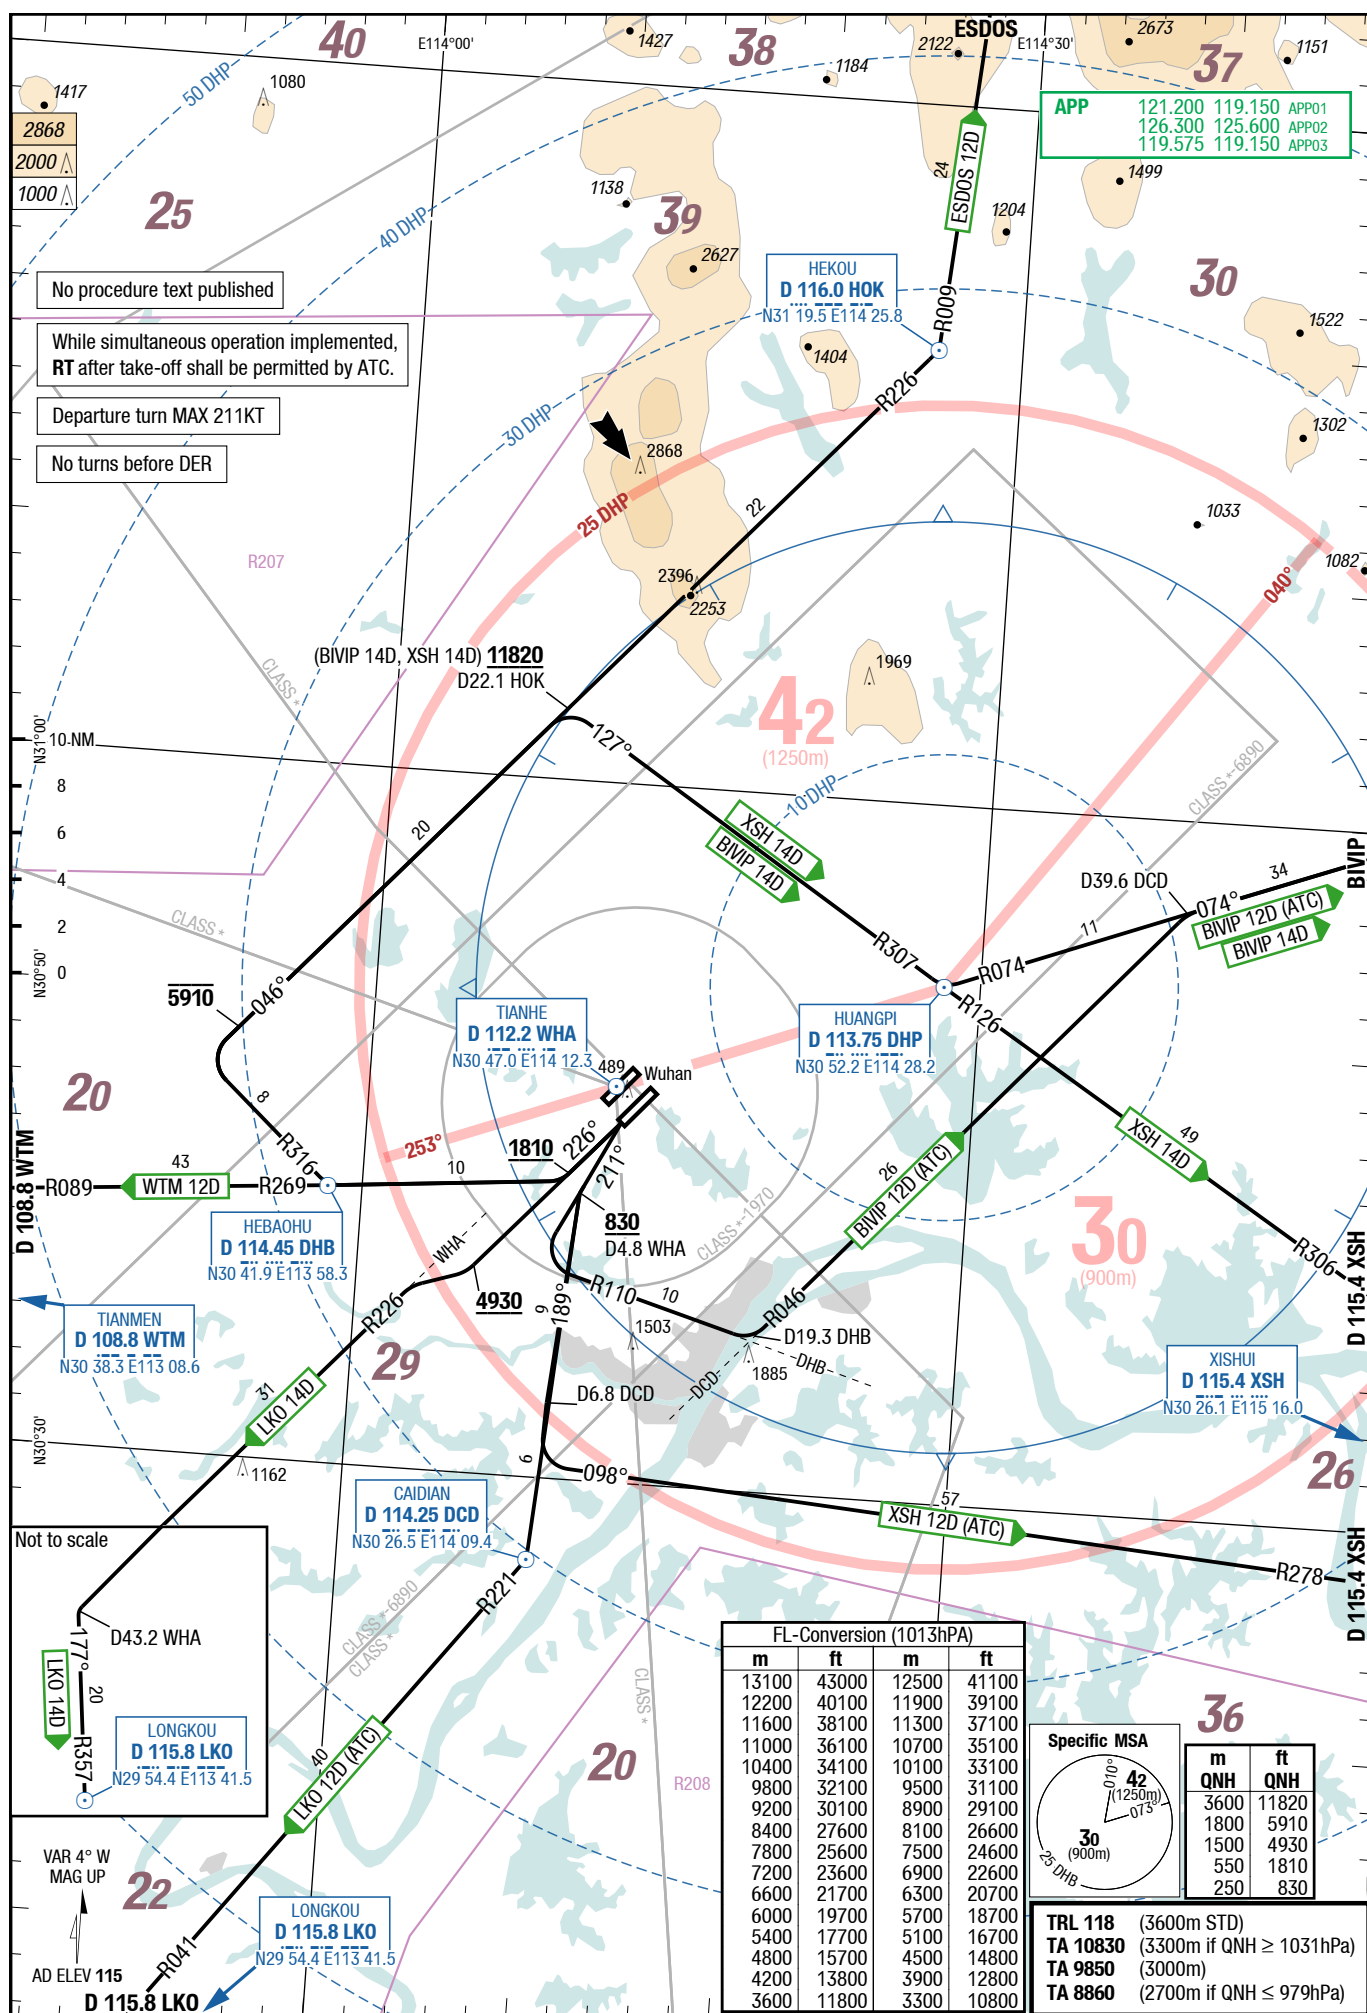 40
1427
38
E114°00'
2122
ESDOS
E114°30'
2673
1151
37
50 DHP
1080
1184
1417
APP 121.200 119.150 APP01
126.300 125.600 APP02
119.575 119.150 APP03
2868
2000
1000
25
1138
39
40 DHP
24
ESDOS 12D
1204
1499
2627
HEKOU
D 116.0 HOK
N31 19.5 E114 25.8
30
No procedure text published
R009
1522
While simultaneous operation implemented,
RT after take-off shall be permitted by ATC.
1404
R226
Departure turn MAX 211KT
30 DHP
1302
2868
No turns before DER
25 DHP
22
1033
R207
1082
040°
2396
2253
CLASS *
(BIVIP 14D, XSH 14D) 11820
D22.1 HOK
1969
42
(1250m)
127°
N31°00'
10 NM
8
6
4
2
0
N30°50'
CLASS *-6890
10 DHP
20
XSH 14D
BIVIP 14D
BIVIP
34
D39.6 DCD
074°
BIVIP 12D (ATC)
BIVIP 14D
11
CLASS *
R307
R074
5910
046°
R126
TIANHE
D 112.2 WHA
N30 47.0 E114 12.3
HUANGPI
D 113.75 DHP
N30 52.2 E114 28.2
489
Wuhan
20
8
R316
253°
1810
226°
211°
XSH 14D
49
43
D 108.8 WTM
R089
WTM 12D
R269
10
26
BIVIP 12D (ATC)
HEBAOHU
D 114.45 DHB
N30 41.9 E113 58.3
830
D4.8 WHA
CLASS *-1970
30
(900m)
WHA
R306
D 115.4 XSH
4930
R110
10
R046
9
189°
TIANMEN
D 108.8 WTM
N30 38.3 E113 08.6
R226
1503
D19.3 DHB
DHB
DCD
1885
29
XISHUI
D 115.4 XSH
N30 26.1 E115 16.0
31
LKO 14D
D6.8 DCD
N30°30'
1162
6
098°
26
CAIDIAN
D 114.25 DCD
N30 26.5 E114 09.4
57
XSH 12D (ATC)
Not to scale
R278
D 115.4 XSH
R221
CLASS *-6890
CLASS *
D43.2 WHA
177°
LKO 14D
20
R357
LONGKOU
D 115.8 LKO
N29 54.4 E113 41.5
CLASS *
40
LKO 12D (ATC)
20
R208
36
FL-Conversion (1013hPA)
m ft m ft
13100 43000 12500 41100
12200 40100 11900 39100
11600 38100 11300 37100
11000 36100 10700 35100
10400 34100 10100 33100
9800 32100 9500 31100
9200 30100 8900 29100
8400 27600 8100 26600
7800 25600 7500 24600
7200 23600 6900 22600
6600 21700 6300 20700
6000 19700 5700 18700
5400 17700 5100 16700
4800 15700 4500 14800
4200 13800 3900 12800
3600 11800 3300 10800
Specific MSA
010°
42
(1250m)
073°
30
(900m)
25 DHB
m ft
QNH QNH
3600 11820
1800 5910
1500 4930
550 1810
250 830
VAR 4° W
MAG UP
22
AD ELEV 115
R041
LONGKOU
D 115.8 LKO
N29 54.4 E113 41.5
D 115.8 LKO
TRL 118 (3600m STD)
TA 10830 (3300m if QNH ≥ 1031hPa)
TA 9850 (3000m)
TA 8860 (2700m if QNH ≤ 979hPa)